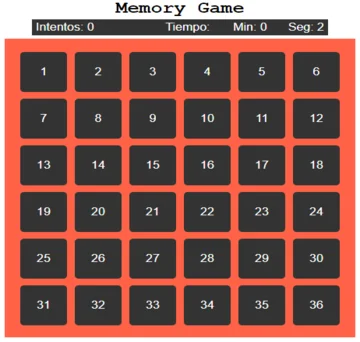 Memory Game
Intentos: 0 Tiempo: Min: 0 Seg: 2
1 2 3 4 5 6
7 8 9 10 11 12
13 14 15 16 17 18
19 20 21 22 23 24
25 26 27 28 29 30
31 32 33 34 35 36